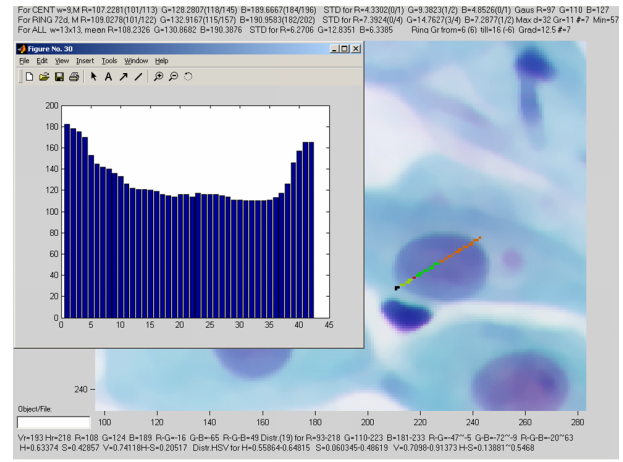 For CENT w=9,M R=107.2281(101/113) G=128.2807(118/145) B=189.6667(184/196) STD for R=4.3302(0/1) G=9.3823(1/2) B=4.8526(0/1) Gaus R=97 G=110 B=127
For RING 72d, M R=109.0278(101/122) G=132.9167(115/157) B=190.9583(182/202) STD for R=7.3924(0/4) G=14.7627(3/4) B=7.2877(1/2) Max d=32 Gr=11 #=7 Min=57
For ALL w=13x13, mean R=108.2326 G=130.8682 B=190.3876 STD for R=6.2706 G=12.8351 B=6.3385 Ring Gr from=6 (6) till=16 (-6) Grad=12.5 #=7
Figure No. 30
File Edit View Insert Tools Window Help
200
180
160
140
120
100
80
60
40
20
0
0 5 10 15 20 25 30 35 40 45
240
Object/File:
100 120 140 160 180 200 220 240 260 280
Vr=193 Hr=218 R=108 G=124 B=189 R-G=-16 G-B=-65 R-G-B=49 Distr.(19) for R=93-218 G=110-223 B=181-233 R-G=-47~-5 G-B=-72~-9 R-G-B=-20~63
H=0.63374 S=0.42857 V=0.74118H-S=0.20517 Distr.HSV for H=0.55864-0.64815 S=0.060345-0.48619 V=0.7098-0.91373 H-S=0.13881~0.5468